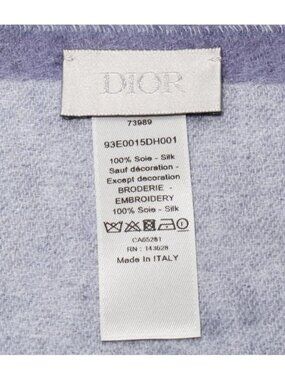 DIOR
73989
93E0015DH001
100% Soie - Silk
Sauf décoration -
Except decoration
BRODERIE -
EMBROIDERY
100% Soie - Silk
CA05281
RN : 143028
Made In ITALY